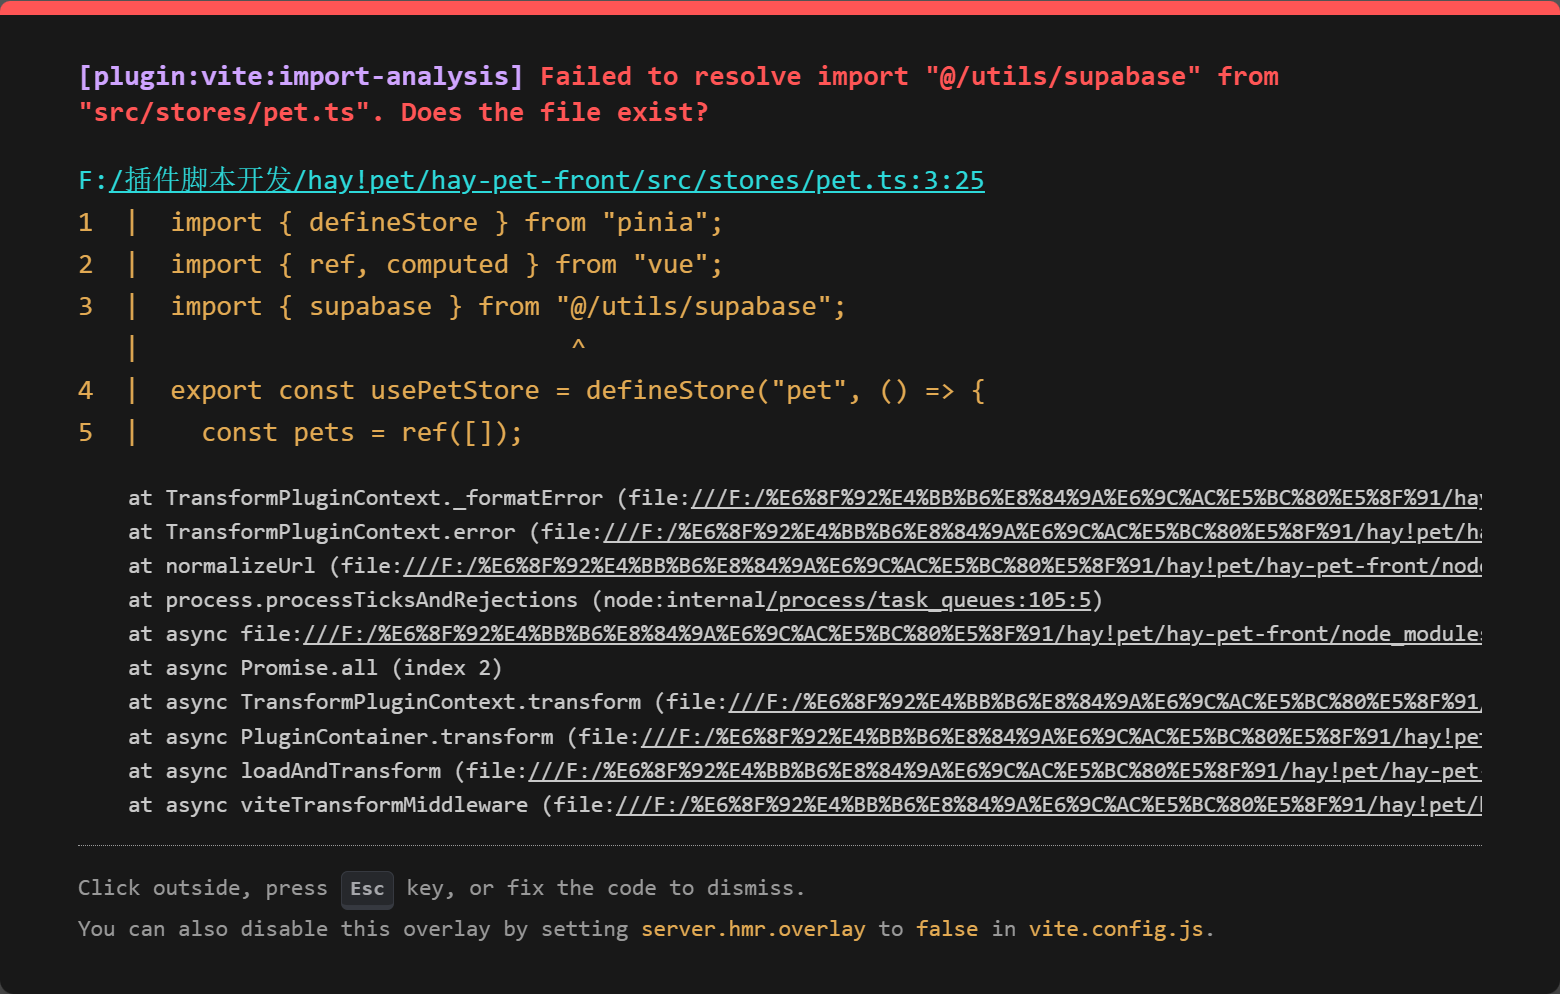 [plugin:vite:import-analysis] Failed to resolve import "@/utils/supabase" from
"src/stores/pet.ts". Does the file exist?
F:/插件脚本开发/hay!pet/hay-pet-front/src/stores/pet.ts:3:25
1  |  import { defineStore } from "pinia";
2  |  import { ref, computed } from "vue";
3  |  import { supabase } from "@/utils/supabase";
   |                            ^
4  |  export const usePetStore = defineStore("pet", () => {
5  |    const pets = ref([]);
at TransformPluginContext._formatError (file:///F:/%E6%8F%92%E4%BB%B6%E8%84%9A%E6%9C%AC%E5%BC%80%E5%8F%91/hay
at TransformPluginContext.error (file:///F:/%E6%8F%92%E4%BB%B6%E8%84%9A%E6%9C%AC%E5%BC%80%E5%8F%91/hay!pet/ha
at normalizeUrl (file:///F:/%E6%8F%92%E4%BB%B6%E8%84%9A%E6%9C%AC%E5%BC%80%E5%8F%91/hay!pet/hay-pet-front/node
at process.processTicksAndRejections (node:internal/process/task_queues:105:5)
at async file:///F:/%E6%8F%92%E4%BB%B6%E8%84%9A%E6%9C%AC%E5%BC%80%E5%8F%91/hay!pet/hay-pet-front/node_modules
at async Promise.all (index 2)
at async TransformPluginContext.transform (file:///F:/%E6%8F%92%E4%BB%B6%E8%84%9A%E6%9C%AC%E5%BC%80%E5%8F%91/
at async PluginContainer.transform (file:///F:/%E6%8F%92%E4%BB%B6%E8%84%9A%E6%9C%AC%E5%BC%80%E5%8F%91/hay!pet
at async loadAndTransform (file:///F:/%E6%8F%92%E4%BB%B6%E8%84%9A%E6%9C%AC%E5%BC%80%E5%8F%91/hay!pet/hay-pet-
at async viteTransformMiddleware (file:///F:/%E6%8F%92%E4%BB%B6%E8%84%9A%E6%9C%AC%E5%BC%80%E5%8F%91/hay!pet/h
Click outside, press Esc key, or fix the code to dismiss.
You can also disable this overlay by setting server.hmr.overlay to false in vite.config.js.